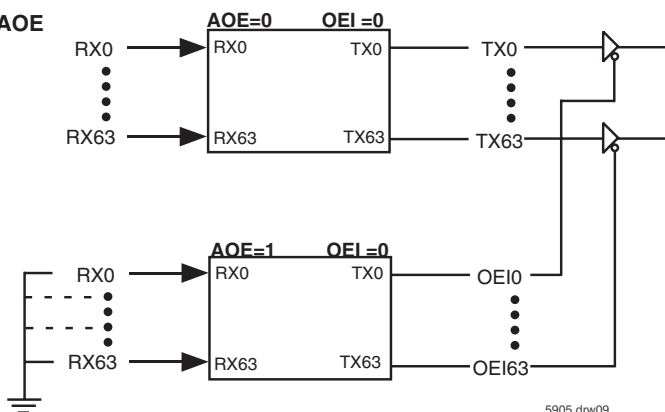 AOE
AOE=0 OEI =0
RX0 RX0 TX0 TX0
RX63 RX63 TX63 TX63
AOE=1 OEI =0
RX0 RX0 TX0 OEI0
RX63 RX63 TX63 OEI63
5905 drw09